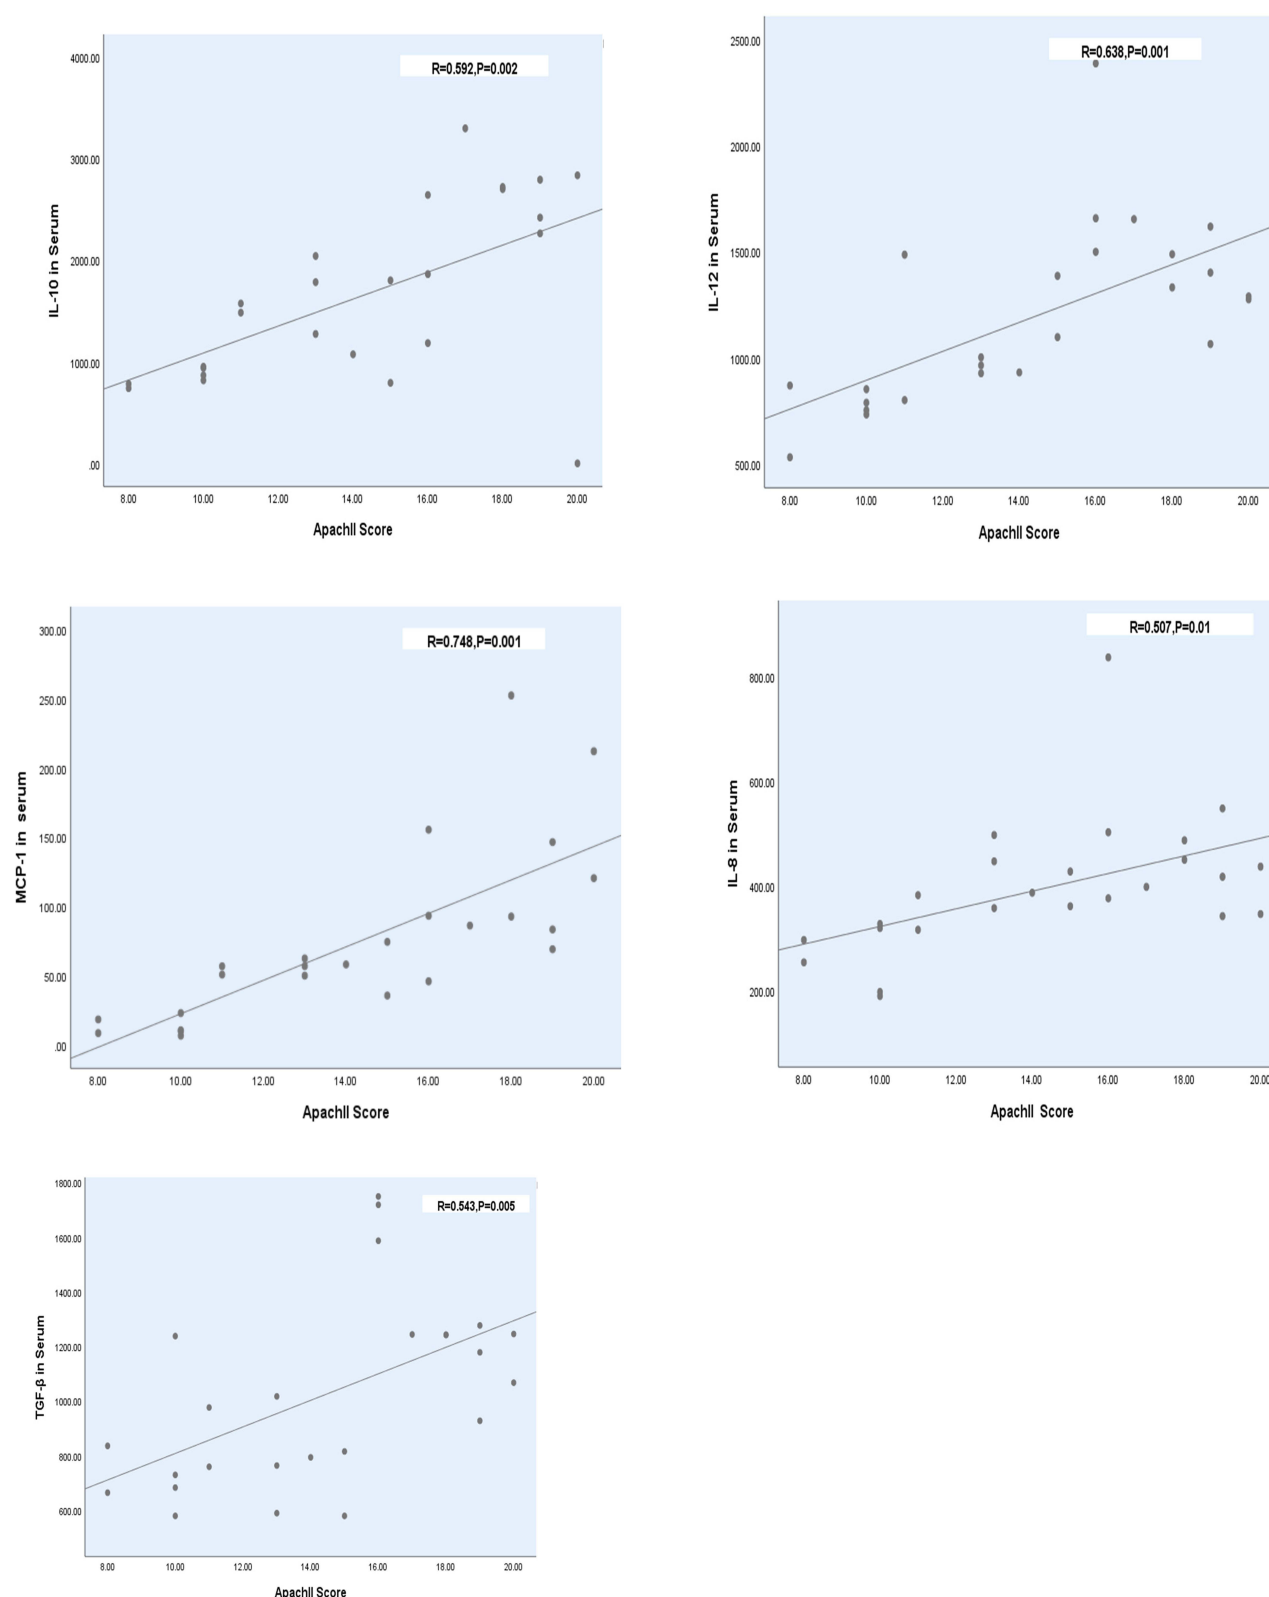 R=0.592,P=0.002
4000.00
3000.00
2000.00
1000.00
.00
IL-10 in Serum
8.00 10.00 12.00 14.00 16.00 18.00 20.00
ApachII Score
R=0.638,P=0.001
2500.00
2000.00
1500.00
1000.00
500.00
IL-12 in Serum
8.00 10.00 12.00 14.00 16.00 18.00 20.00
ApachII Score
R=0.748,P=0.001
300.00
250.00
200.00
150.00
100.00
50.00
.00
MCP-1 in serum
8.00 10.00 12.00 14.00 16.00 18.00 20.00
ApachII Score
R=0.507,P=0.01
800.00
600.00
400.00
200.00
IL-8 in Serum
8.00 10.00 12.00 14.00 16.00 18.00 20.00
ApachII Score
R=0.543,P=0.005
1800.00
1600.00
1400.00
1200.00
1000.00
800.00
600.00
TGF-β in Serum
8.00 10.00 12.00 14.00 16.00 18.00 20.00
ApachII Score